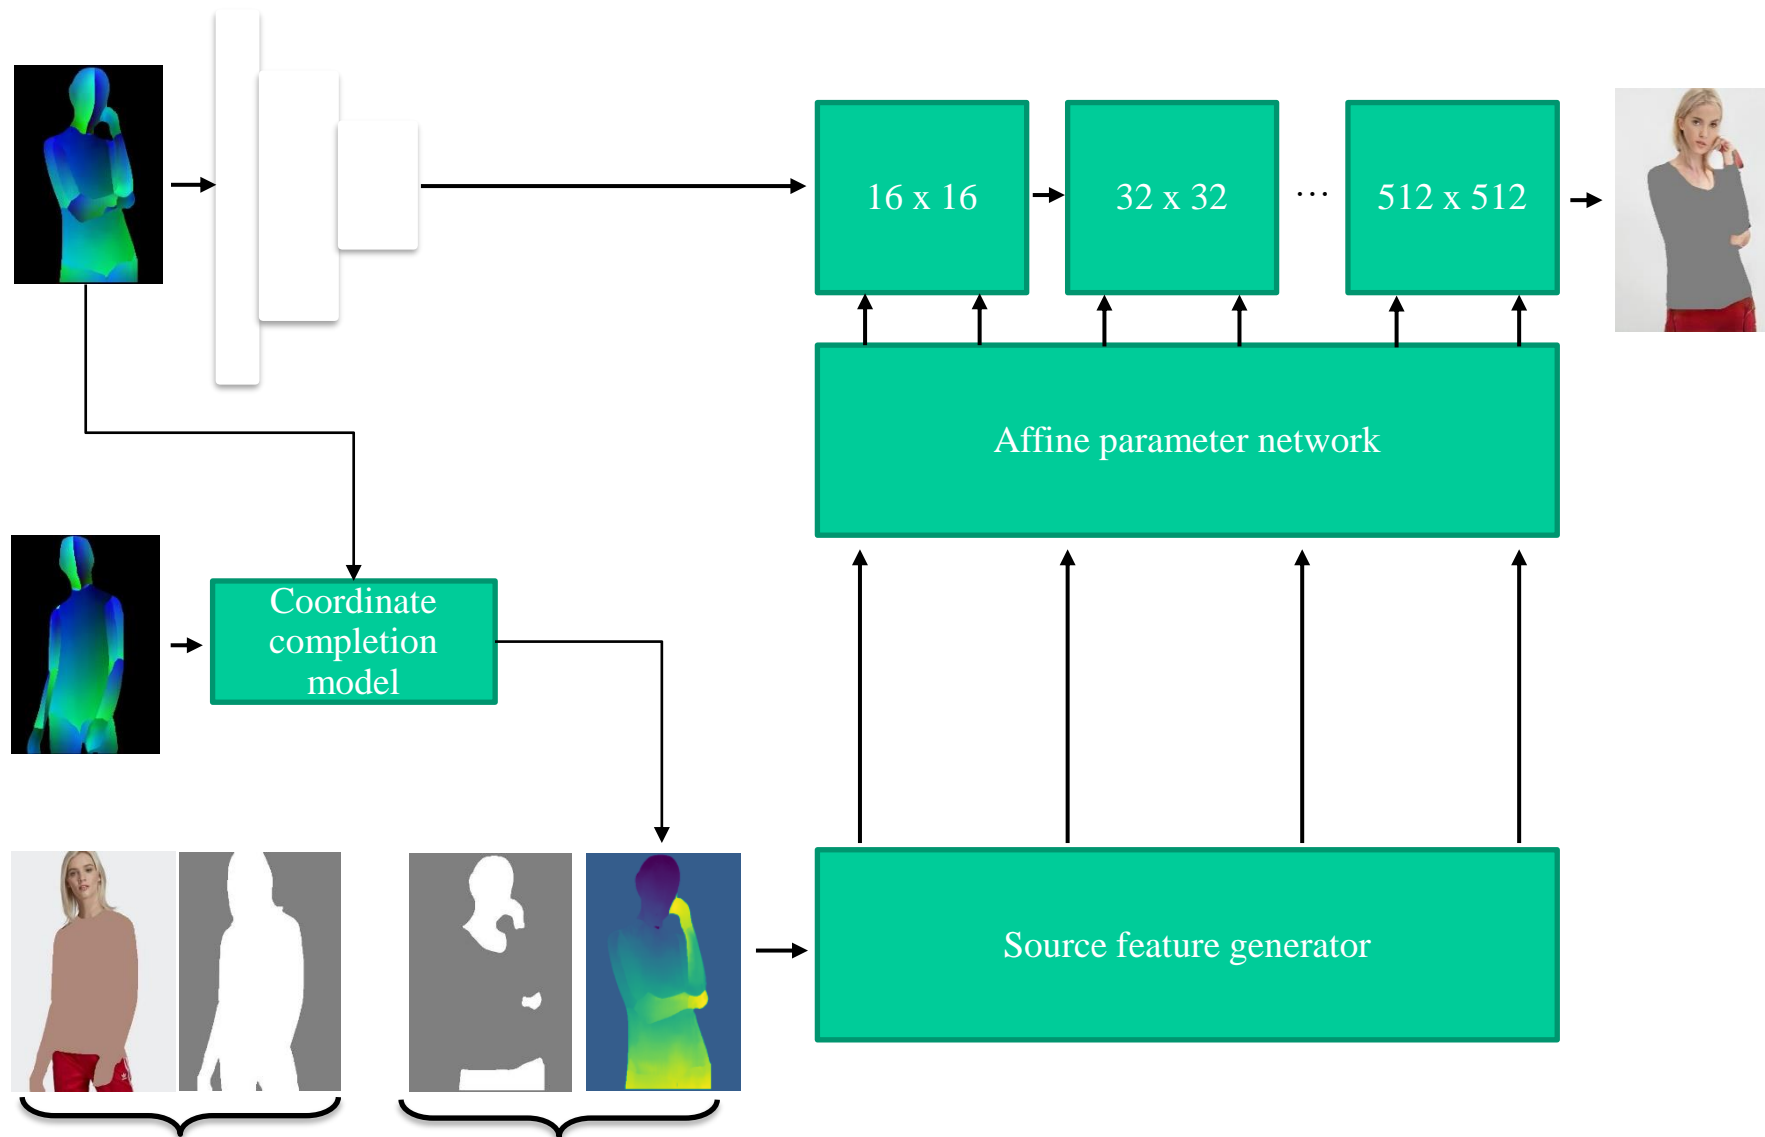 16 x 16
32 x 32
...
512 x 512
Affine parameter network
Coordinate
completion
model
Source feature generator